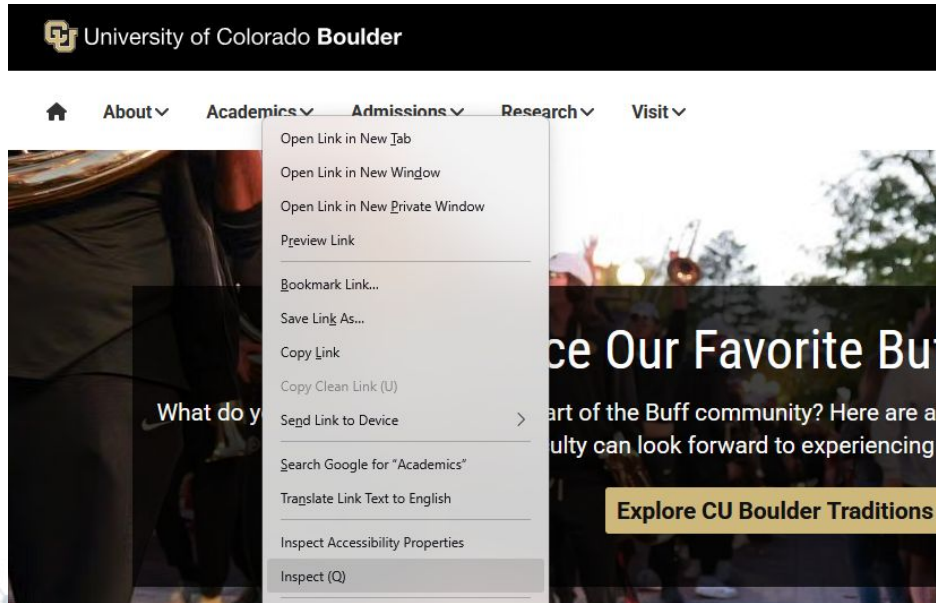 University of Colorado Boulder
About Academics Admissions Research Visit
Open Link in New Tab
Open Link in New Window
Open Link in New Private Window
Preview Link
Bookmark Link...
Save Link As...
Copy Link
Copy Clean Link (U)
Send Link to Device
Search Google for “Academics”
Translate Link Text to English
Inspect Accessibility Properties
Inspect (Q)
ce Our Favorite Bu
What do y art of the Buff community? Here are a
ulty can look forward to experiencing
Explore CU Boulder Traditions